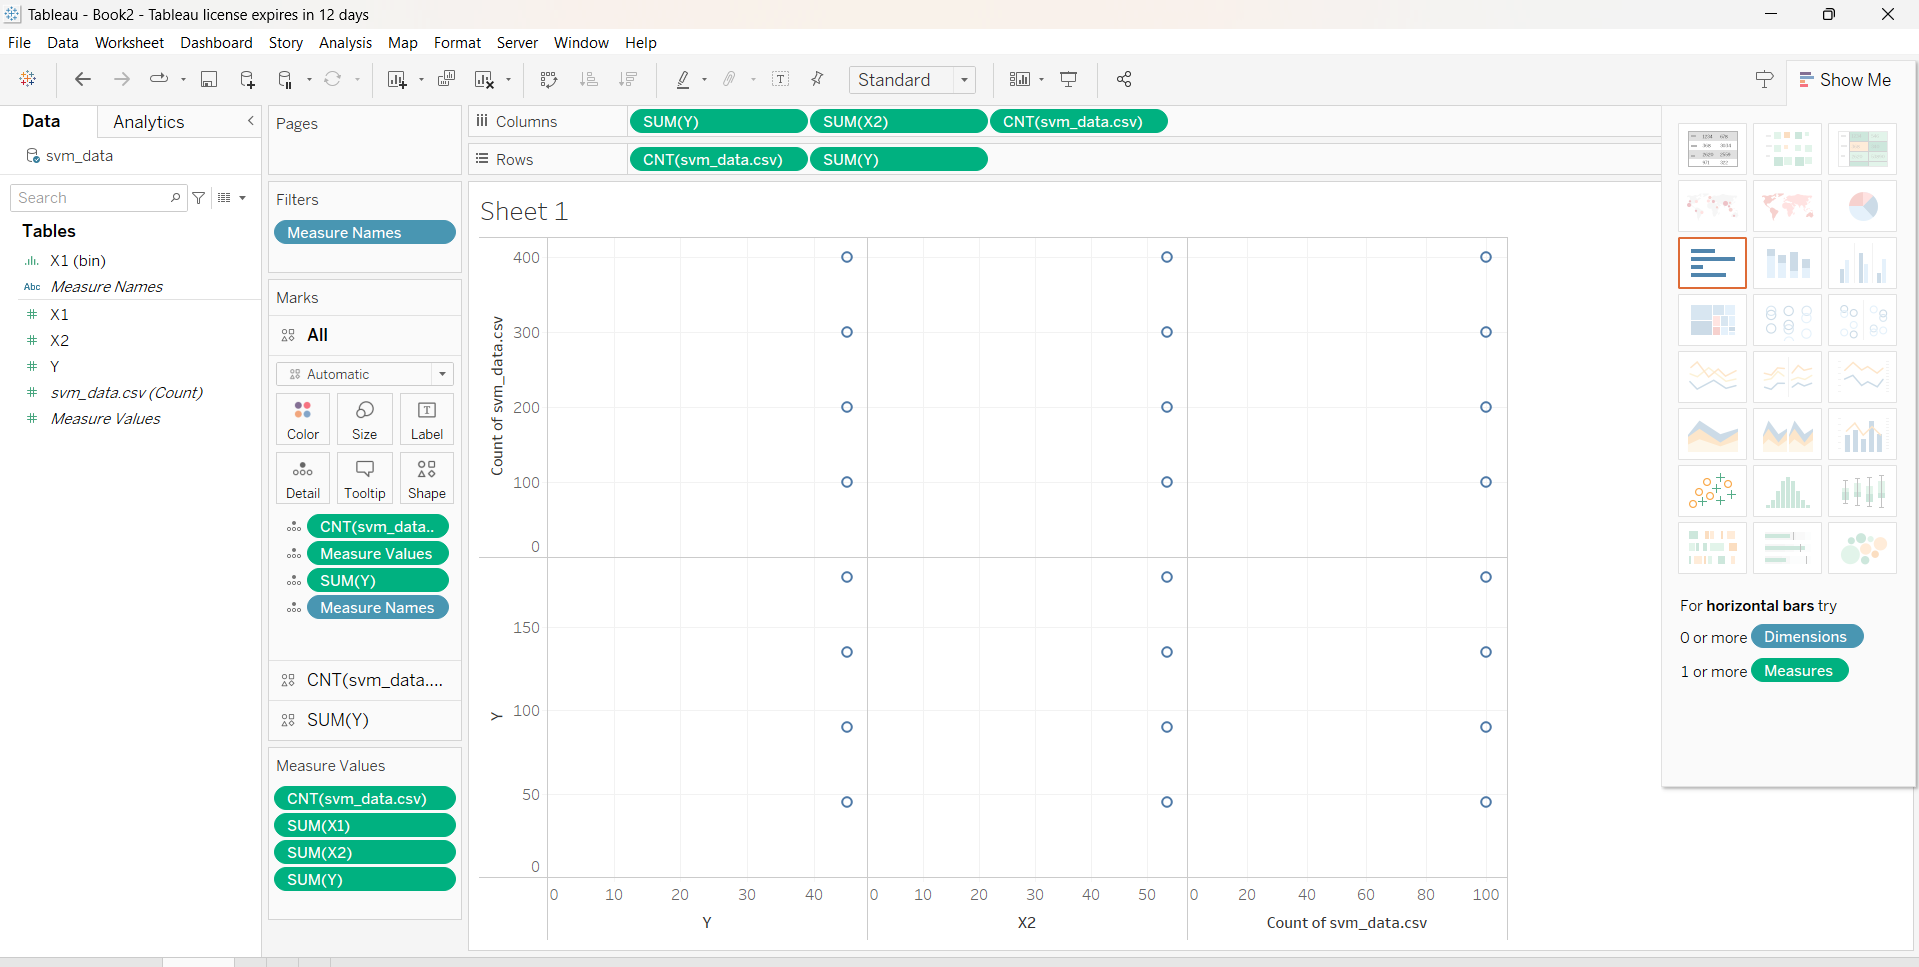 Tableau - Book2 - Tableau license expires in 12 days
File Data Worksheet Dashboard Story Analysis Map Format Server Window Help
Standard
Show Me
Data
Analytics
svm_data
Search
Tables
X1 (bin)
Abc Measure Names
X1
X2
Y
svm_data.csv (Count)
Measure Values
Pages
Filters
Measure Names
Marks
All
Automatic
Color Size Label
Detail Tooltip Shape
CNT(svm_data..
Measure Values
SUM(Y)
Measure Names
CNT(svm_data....
SUM(Y)
Measure Values
CNT(svm_data.csv)
SUM(X1)
SUM(X2)
SUM(Y)
Columns SUM(Y) SUM(X2) CNT(svm_data.csv)
Rows CNT(svm_data.csv) SUM(Y)
Sheet 1
Count of svm_data.csv
400
300
200
100
0
Y
150
100
50
0
0 10 20 30 40 0 10 20 30 40 50 0 20 40 60 80 100
Y X2 Count of svm_data.csv
For horizontal bars try
0 or more Dimensions
1 or more Measures